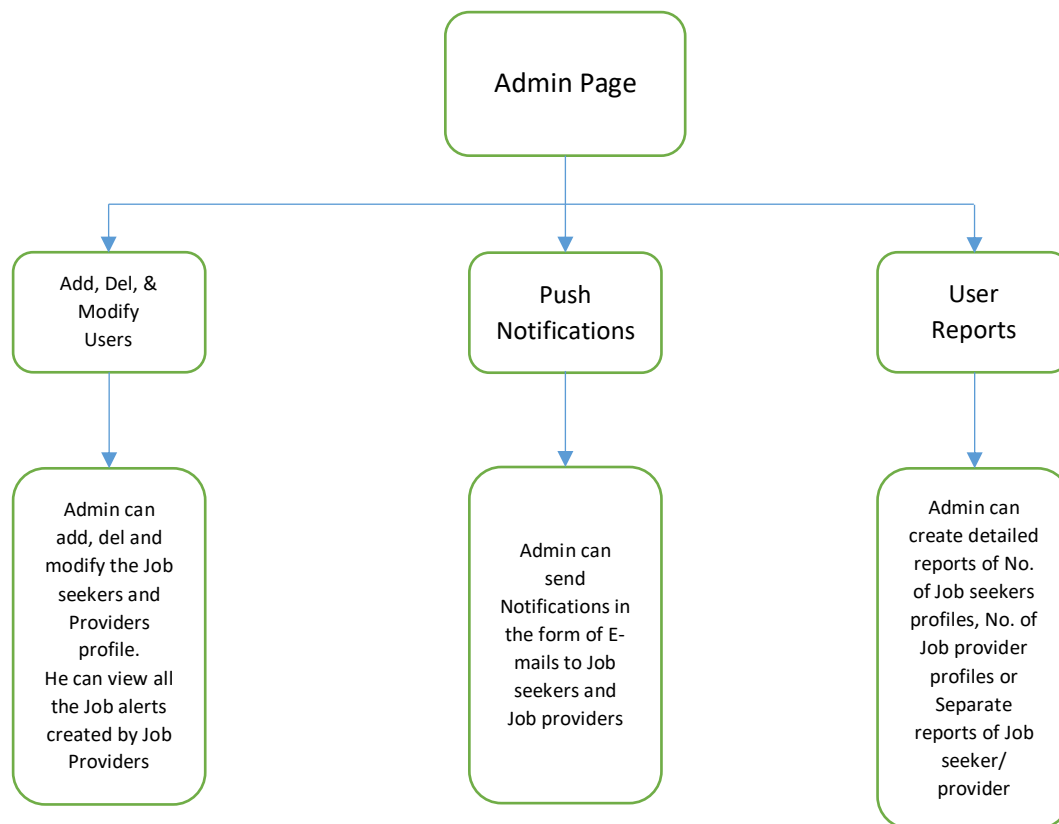 Admin Page
Add, Del, &
Modify
Users
Push
Notifications
User
Reports
Admin can
add, del and
modify the Job
seekers and
Providers
profile.
He can view all
the Job alerts
created by Job
Providers
Admin can
send
Notifications in
the form of E-
mails to Job
seekers and
Job providers
Admin can
create detailed
reports of No.
of Job seekers
profiles, No. of
Job provider
profiles or
Separate
reports of Job
seeker/
provider